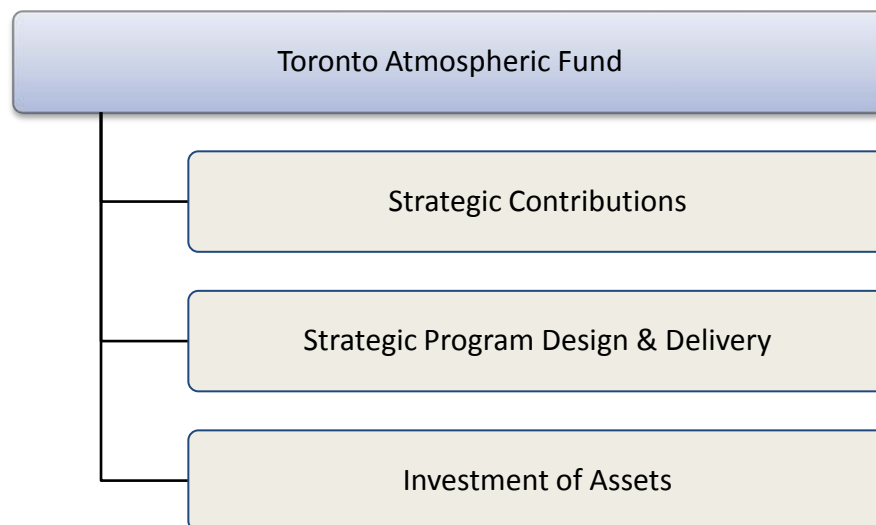 Toronto Atmospheric Fund
Strategic Contributions
Strategic Program Design & Delivery
Investment of Assets